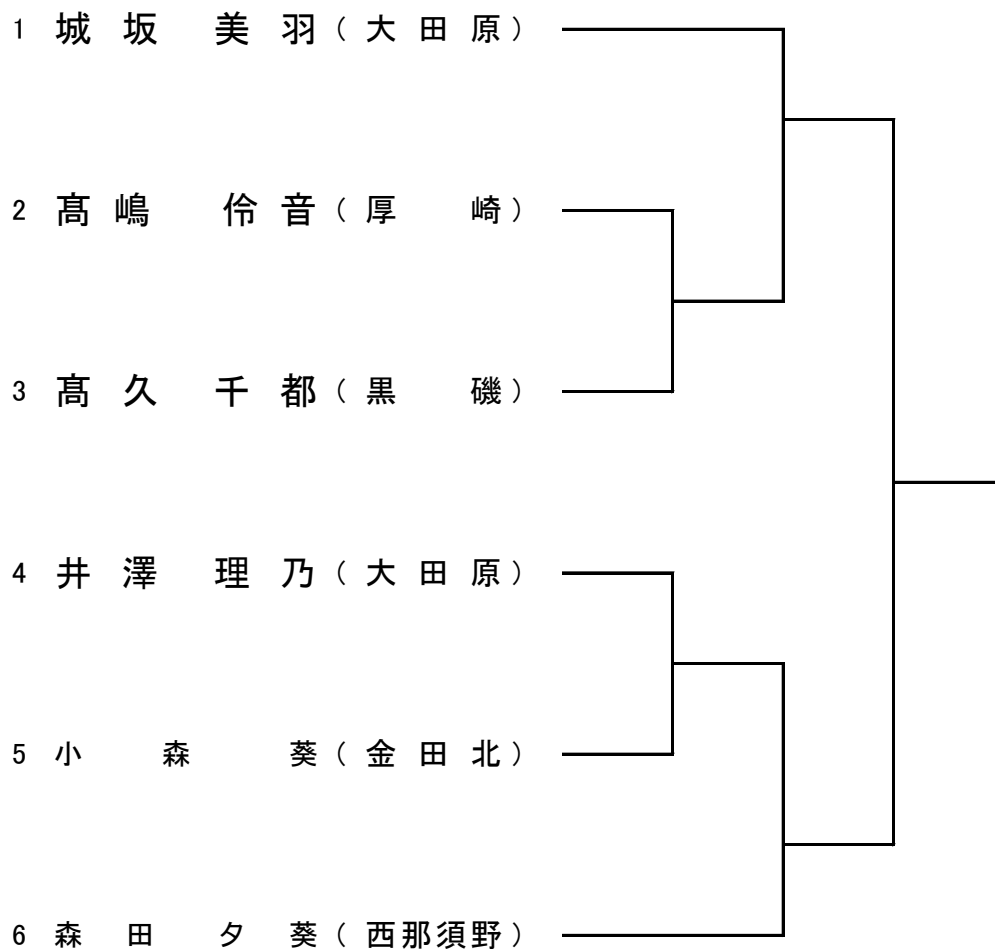 1 城坂 美羽（大田原）
2 髙嶋 伶音（厚崎）
3 髙久 千都（黒磯）
4 井澤 理乃（大田原）
5 小森 葵（金田北）
6 森田 夕葵（西那須野）